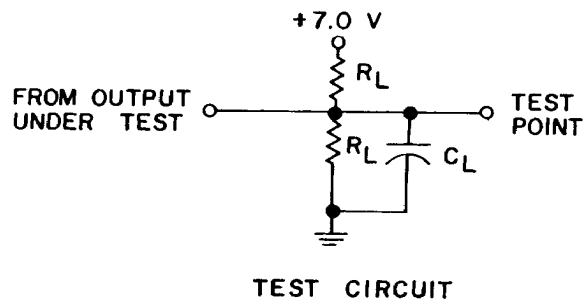 +7.0 V
R_L
FROM OUTPUT
UNDER TEST
TEST
POINT
R_L
C_L
TEST CIRCUIT